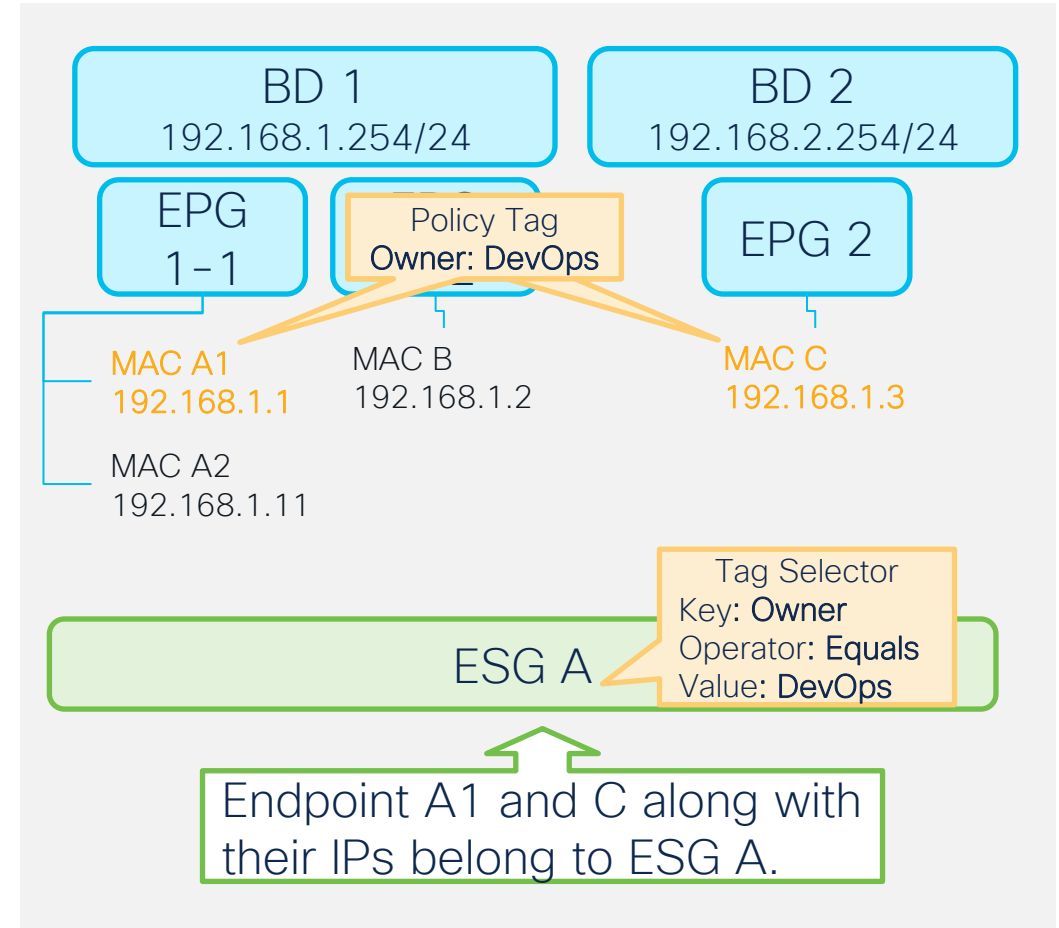 BD 1
192.168.1.254/24
BD 2
192.168.2.254/24
EPG
1-1
Policy Tag
Owner: DevOps
EPG 2
MAC A1
192.168.1.1
MAC B
192.168.1.2
MAC C
192.168.1.3
MAC A2
192.168.1.11
Tag Selector
Key: Owner
Operator: Equals
Value: DevOps
ESG A
Endpoint A1 and C along with
their IPs belong to ESG A.